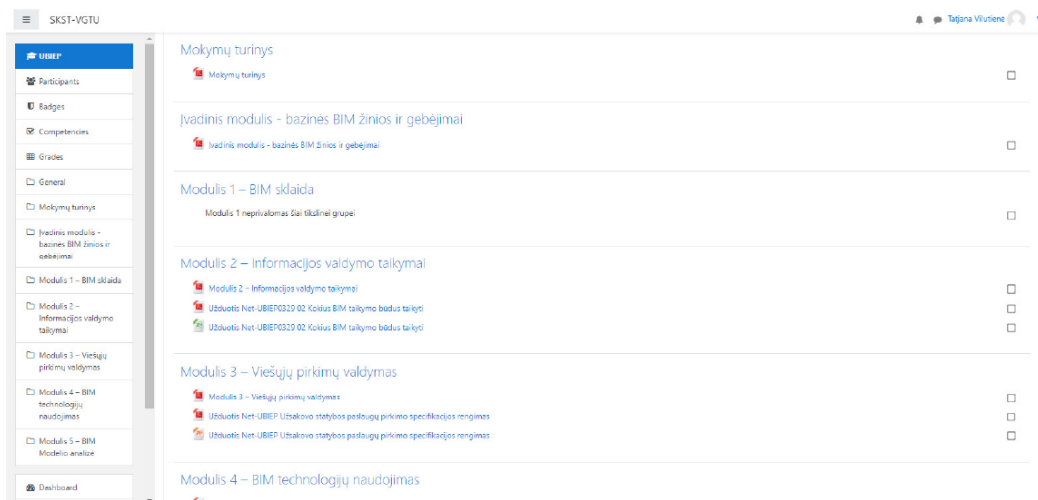 SKST-VGTU
Tatjana Vilutienė
UBIEP
Participants
Badges
Competencies
Grades
General
Mokymų turinys
Įvadinis modulis -
bazinės BIM žinios ir
gebėjimai
Modulis 1 – BIM sklaida
Modulis 2 –
Informacijos valdymo
taikymai
Modulis 3 – Viešųjų
pirkimų valdymas
Modulis 4 – BIM
technologijų
naudojimas
Modulis 5 – BIM
Modelio analizė
Dashboard
Mokymų turinys
Mokymų turinys
Įvadinis modulis - bazinės BIM žinios ir gebėjimai
Įvadinis modulis - bazinės BIM žinios ir gebėjimai
Modulis 1 – BIM sklaida
Modulis 1 neprivalomas šiai tikslinei grupei
Modulis 2 – Informacijos valdymo taikymai
Modulis 2 – Informacijos valdymo taikymai
Užduotis Net-UBIEP0329 02 Kokius BIM taikymo būdus taikyti
Užduotis Net-UBIEP0329 02 Kokius BIM taikymo būdus taikyti
Modulis 3 – Viešųjų pirkimų valdymas
Modulis 3 – Viešųjų pirkimų valdymas
Užduotis Net-UBIEP Užsakovo statybos paslaugų pirkimo specifikacijos rengimas
Užduotis Net-UBIEP Užsakovo statybos paslaugų pirkimo specifikacijos rengimas
Modulis 4 – BIM technologijų naudojimas